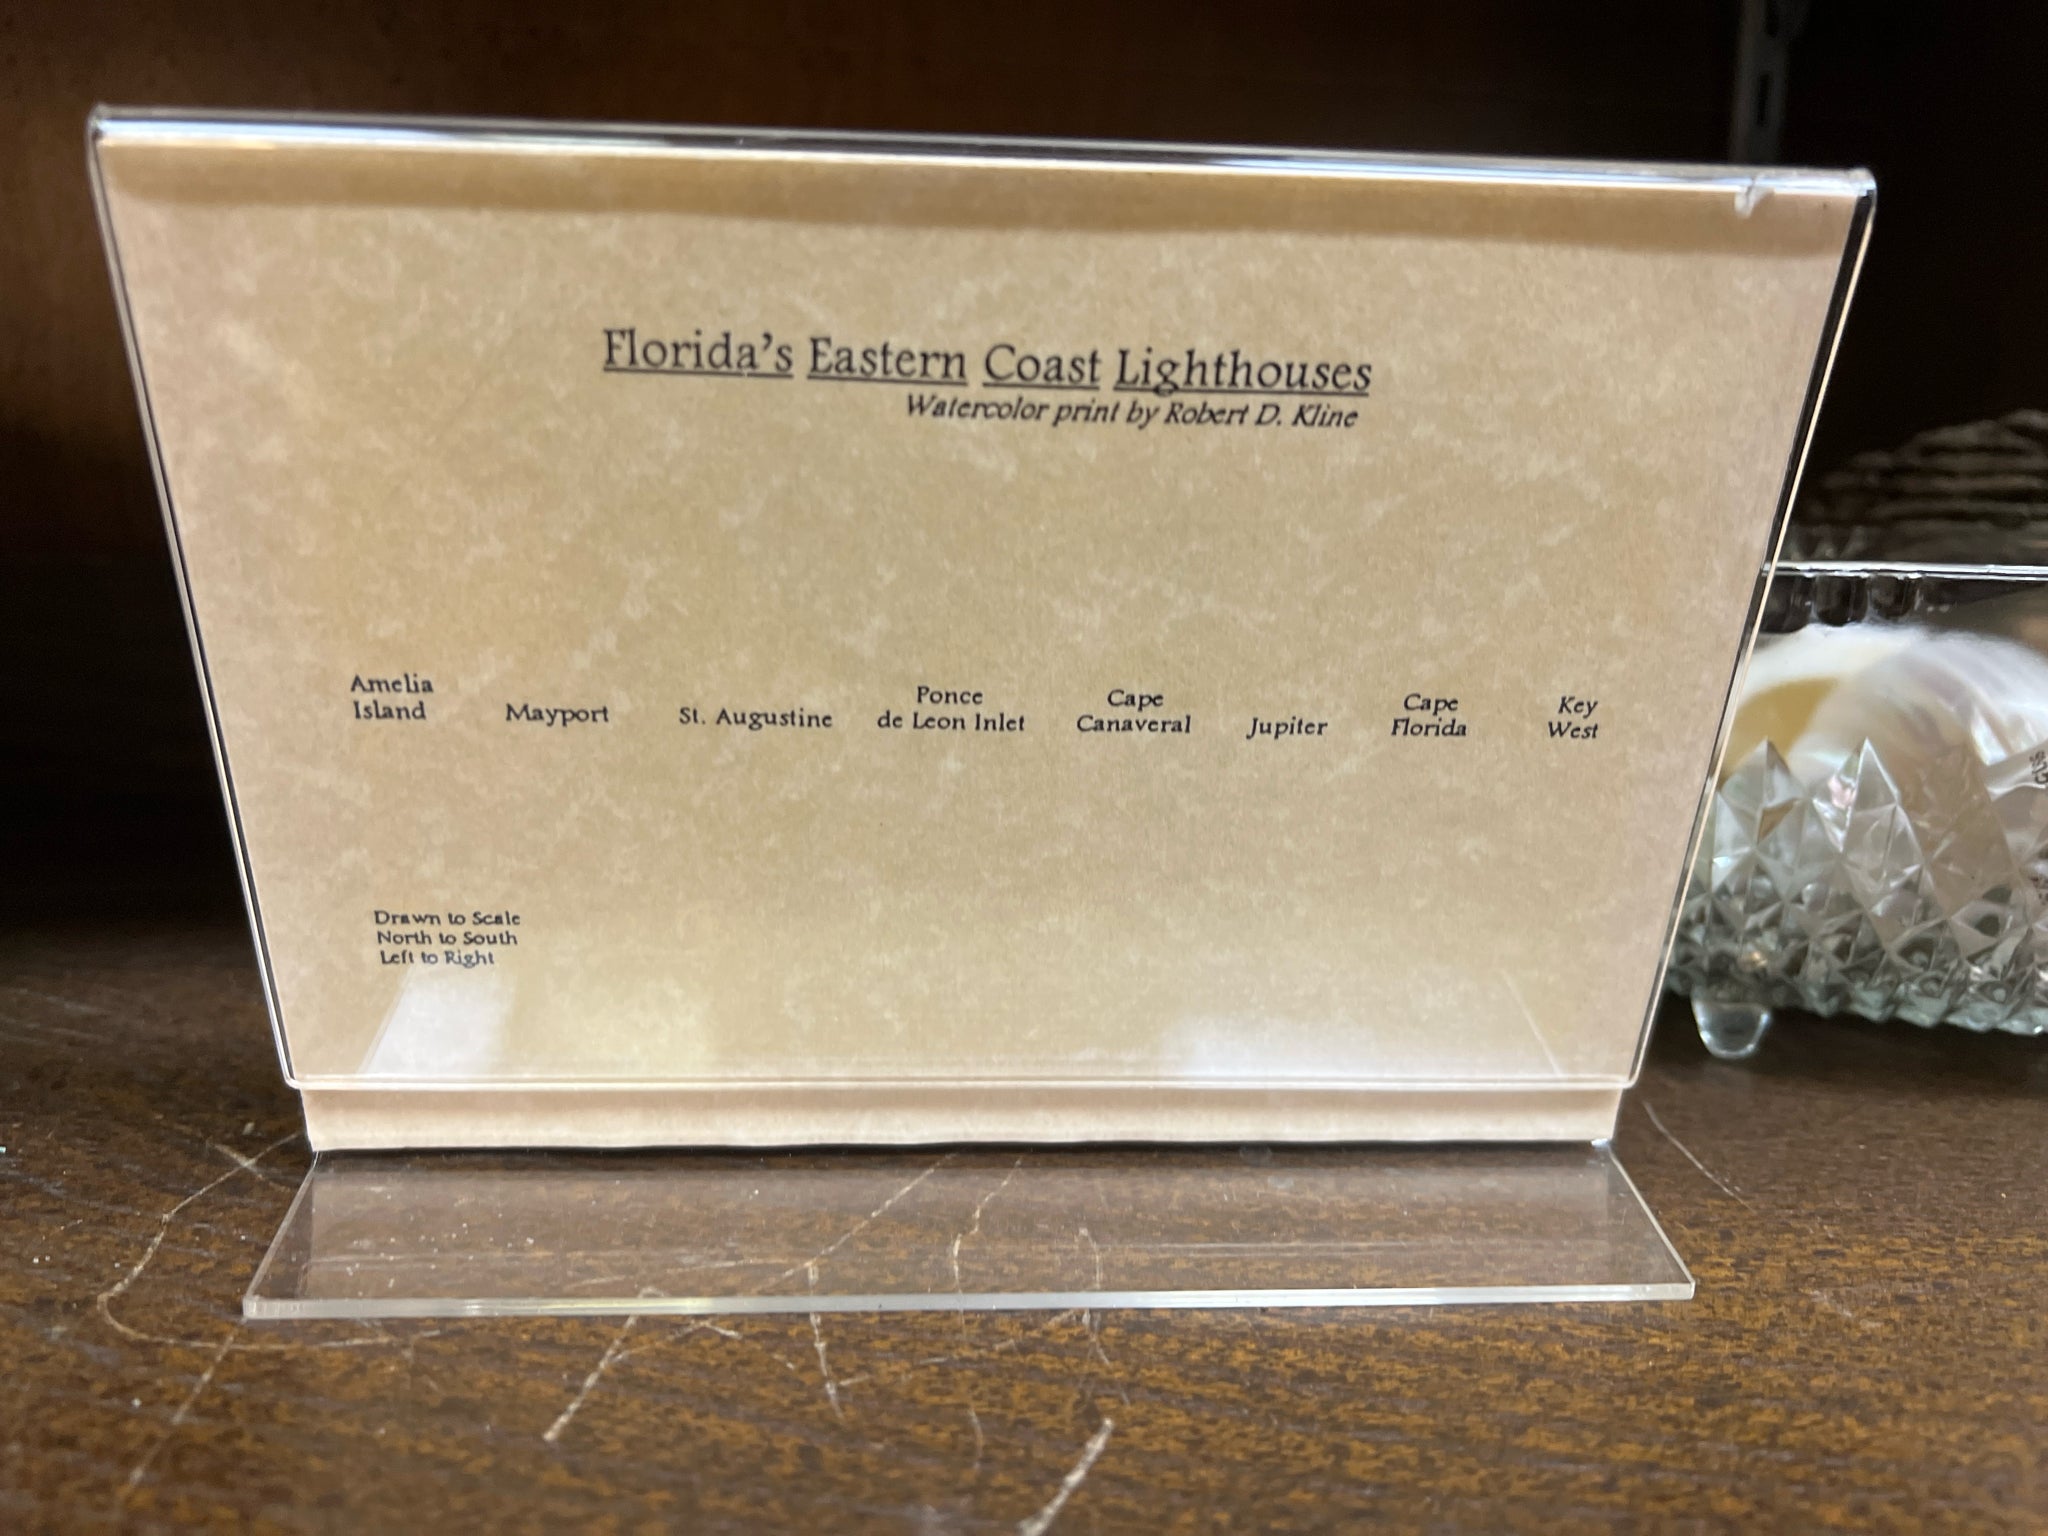 Florida's Eastern Coast Lighthouses
Watercolor print by Robert D. Kline
Amelia
Island
Mayport
St. Augustine
Ponce
de Leon Inlet
Cape
Canaveral
Jupiter
Cape
Florida
Key
West
Drawn to Scale
North to South
Left to Right